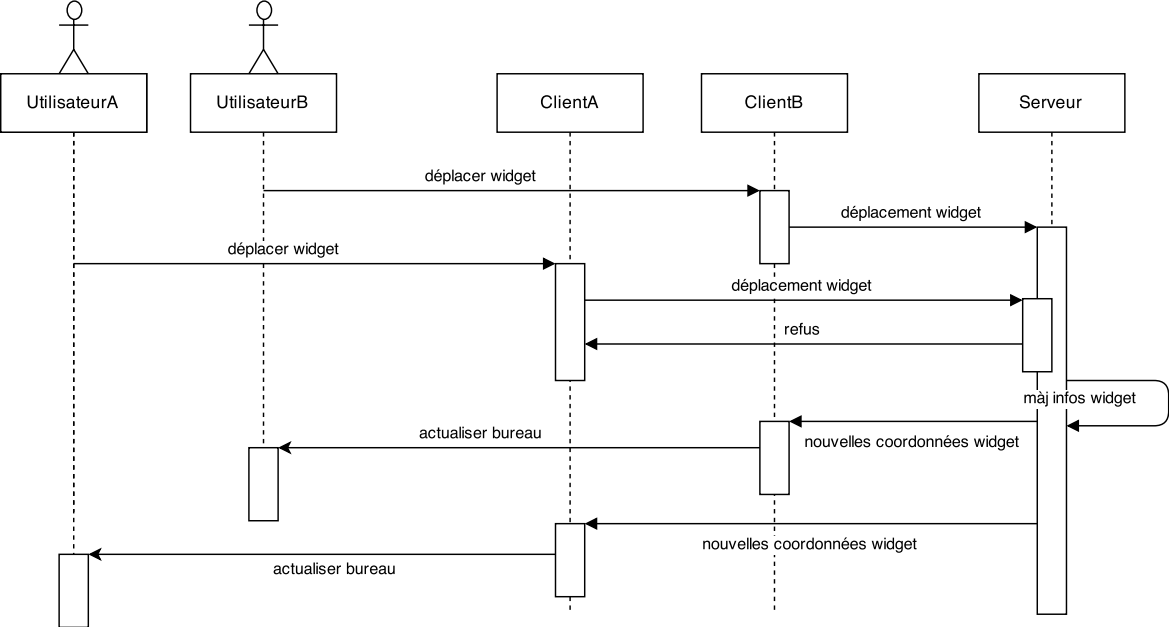 UtilisateurA
UtilisateurB
ClientA
ClientB
Serveur
déplacer widget
déplacement widget
déplacer widget
déplacement widget
refus
màj infos widget
actualiser bureau
nouvelles coordonnées widget
nouvelles coordonnées widget
actualiser bureau